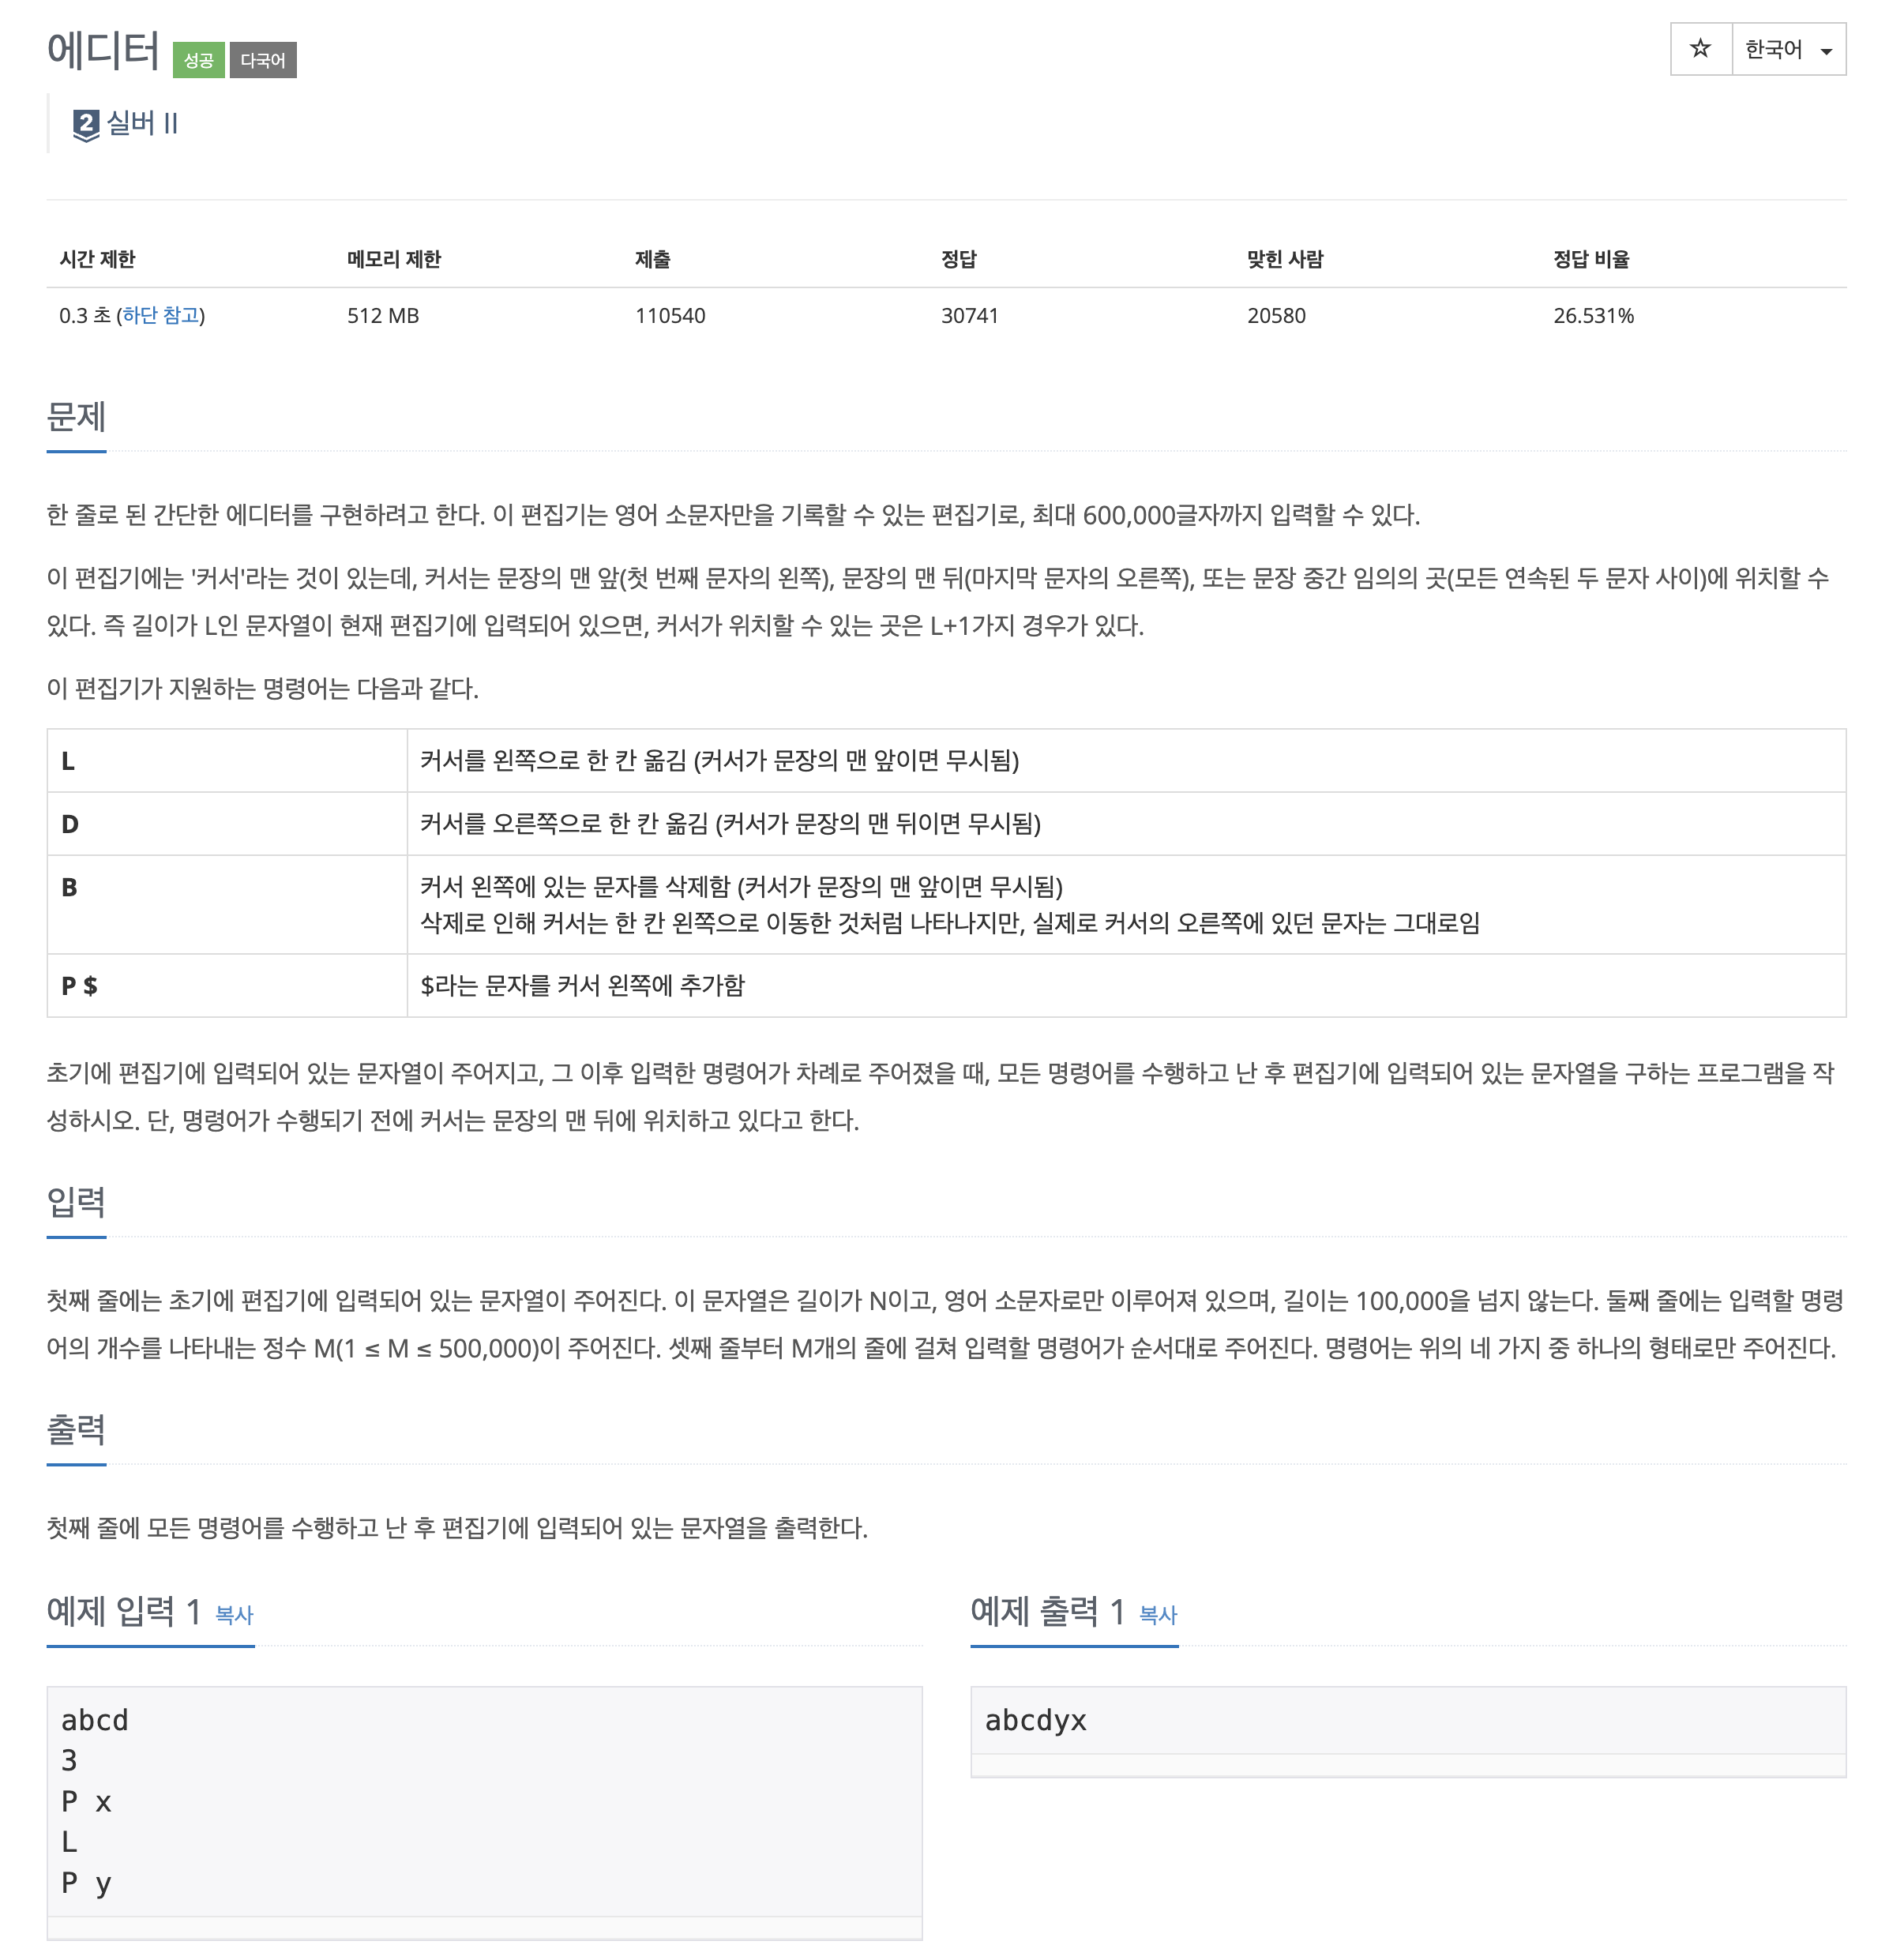 에디터 성공 다국어
☆ 한국어
2 실버 II
시간 제한 메모리 제한 제출 정답 맞힌 사람 정답 비율
0.3 초 (하단 참고) 512 MB 110540 30741 20580 26.531%
문제
한 줄로 된 간단한 에디터를 구현하려고 한다. 이 편집기는 영어 소문자만을 기록할 수 있는 편집기로, 최대 600,000글자까지 입력할 수 있다.
이 편집기에는 '커서'라는 것이 있는데, 커서는 문장의 맨 앞(첫 번째 문자의 왼쪽), 문장의 맨 뒤(마지막 문자의 오른쪽), 또는 문장 중간 임의의 곳(모든 연속된 두 문자 사이)에 위치할 수
있다. 즉 길이가 L인 문자열이 현재 편집기에 입력되어 있으면, 커서가 위치할 수 있는 곳은 L+1가지 경우가 있다.
이 편집기가 지원하는 명령어는 다음과 같다.
L 커서를 왼쪽으로 한 칸 옮김 (커서가 문장의 맨 앞이면 무시됨)
D 커서를 오른쪽으로 한 칸 옮김 (커서가 문장의 맨 뒤이면 무시됨)
B 커서 왼쪽에 있는 문자를 삭제함 (커서가 문장의 맨 앞이면 무시됨)
삭제로 인해 커서는 한 칸 왼쪽으로 이동한 것처럼 나타나지만, 실제로 커서의 오른쪽에 있던 문자는 그대로임
P $ $라는 문자를 커서 왼쪽에 추가함
초기에 편집기에 입력되어 있는 문자열이 주어지고, 그 이후 입력한 명령어가 차례로 주어졌을 때, 모든 명령어를 수행하고 난 후 편집기에 입력되어 있는 문자열을 구하는 프로그램을 작
성하시오. 단, 명령어가 수행되기 전에 커서는 문장의 맨 뒤에 위치하고 있다고 한다.
입력
첫째 줄에는 초기에 편집기에 입력되어 있는 문자열이 주어진다. 이 문자열은 길이가 N이고, 영어 소문자로만 이루어져 있으며, 길이는 100,000을 넘지 않는다. 둘째 줄에는 입력할 명령
어의 개수를 나타내는 정수 M(1 ≤ M ≤ 500,000)이 주어진다. 셋째 줄부터 M개의 줄에 걸쳐 입력할 명령어가 순서대로 주어진다. 명령어는 위의 네 가지 중 하나의 형태로만 주어진다.
출력
첫째 줄에 모든 명령어를 수행하고 난 후 편집기에 입력되어 있는 문자열을 출력한다.
예제 입력 1 복사
abcd
3
P x
L
P y
예제 출력 1 복사
abcdyx